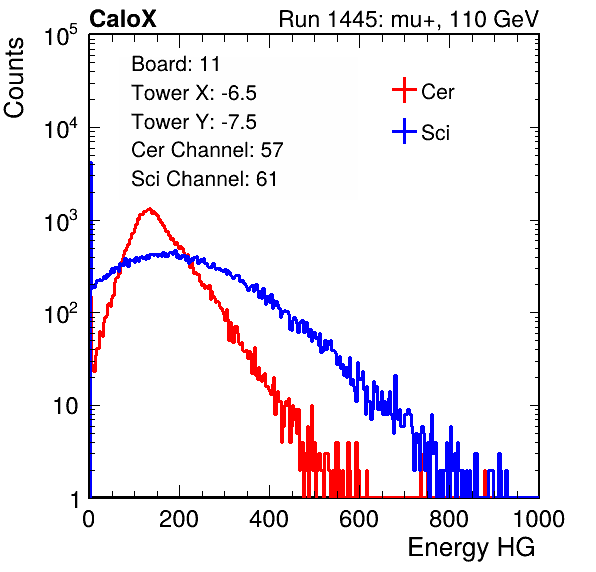 CaloX Run 1445: mu+, 110 GeV
Counts
10^5
10^4
10^3
10^2
10
1
Board: 11
Tower X: -6.5
Tower Y: -7.5
Cer Channel: 57
Sci Channel: 61
Cer
Sci
0 200 400 600 800 1000
Energy HG